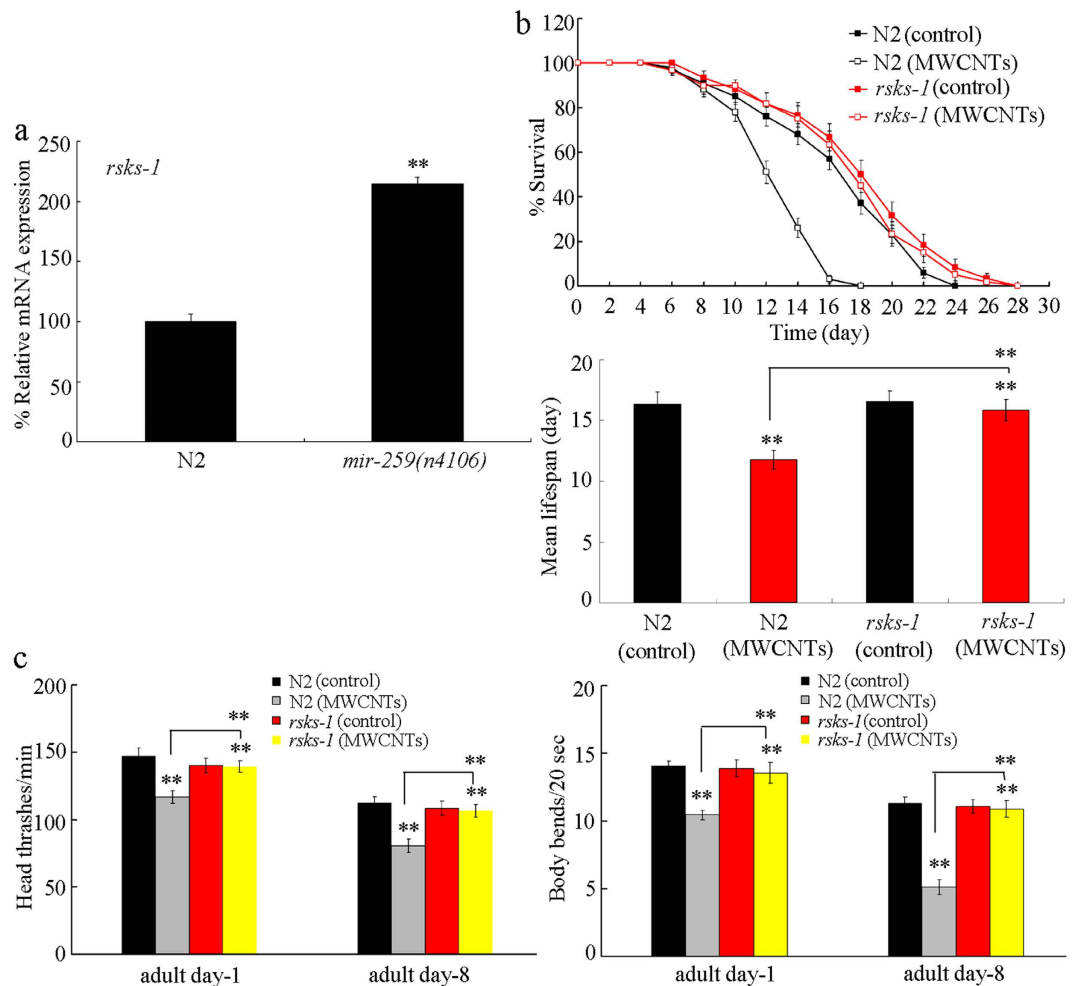 a
rsks-1
**
% Relative mRNA expression
250
200
150
100
50
0
N2
mir-259(n4106)
b
N2 (control)
N2 (MWCNTs)
rsks-1 (control)
rsks-1 (MWCNTs)
% Survival
120
100
80
60
40
20
0
0 2 4 6 8 10 12 14 16 18 20 22 24 26 28 30
Time (day)
Mean lifespan (day)
20
15
10
5
0
**
**
**
N2 (control)
N2 (MWCNTs)
rsks-1 (control)
rsks-1 (MWCNTs)
c
N2 (control)
N2 (MWCNTs)
rsks-1 (control)
rsks-1 (MWCNTs)
Head thrashes/min
200
150
100
50
0
**
**
**
**
**
**
adult day-1
adult day-8
N2 (control)
N2 (MWCNTs)
rsks-1 (control)
rsks-1 (MWCNTs)
Body bends/20 sec
20
15
10
5
0
**
**
**
**
**
**
adult day-1
adult day-8